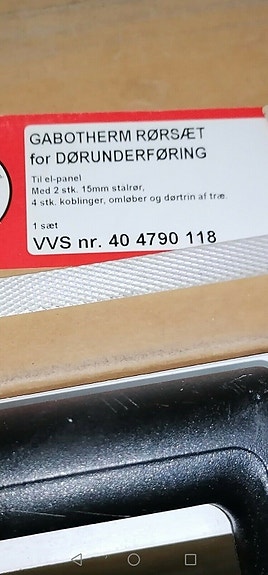 GABOTHERM RØRSÆT
for DØRUNDERFØRING
Til el-panel
Med 2 stk. 15mm stålrør,
4 stk. koblinger, omløber og dørtrin af træ.
1 sæt
VVS nr. 40 4790 118